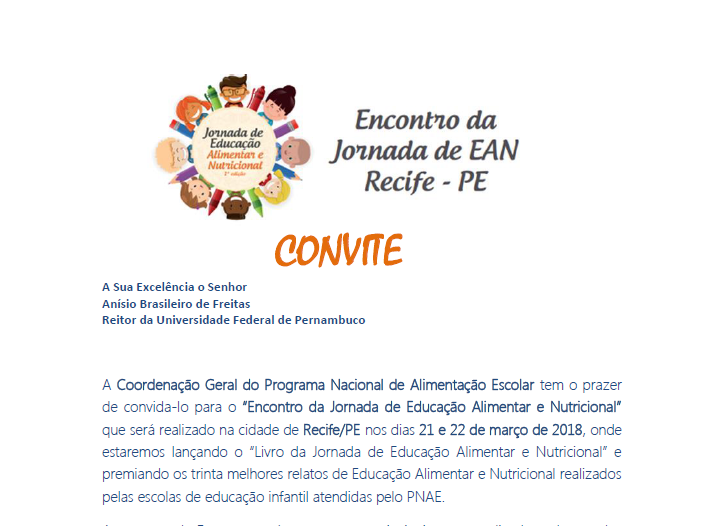 Jornada de
Educação
Alimentar e
Nutricional
1ª edição
Encontro da
Jornada de EAN
Recife - PE
CONVITE
A Sua Excelência o Senhor
Anísio Brasileiro de Freitas
Reitor da Universidade Federal de Pernambuco
A Coordenação Geral do Programa Nacional de Alimentação Escolar tem o prazer
de convida-lo para o “Encontro da Jornada de Educação Alimentar e Nutricional”
que será realizado na cidade de Recife/PE nos dias 21 e 22 de março de 2018, onde
estaremos lançando o “Livro da Jornada de Educação Alimentar e Nutricional” e
premiando os trinta melhores relatos de Educação Alimentar e Nutricional realizados
pelas escolas de educação infantil atendidas pelo PNAE.